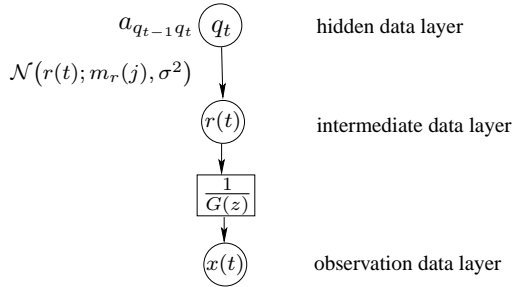 a_{q_{t-1}q_t} q_t hidden data layer
𝒩(r(t); m_r(j), σ²)
r(t) intermediate data layer
1
G(z)
x(t) observation data layer